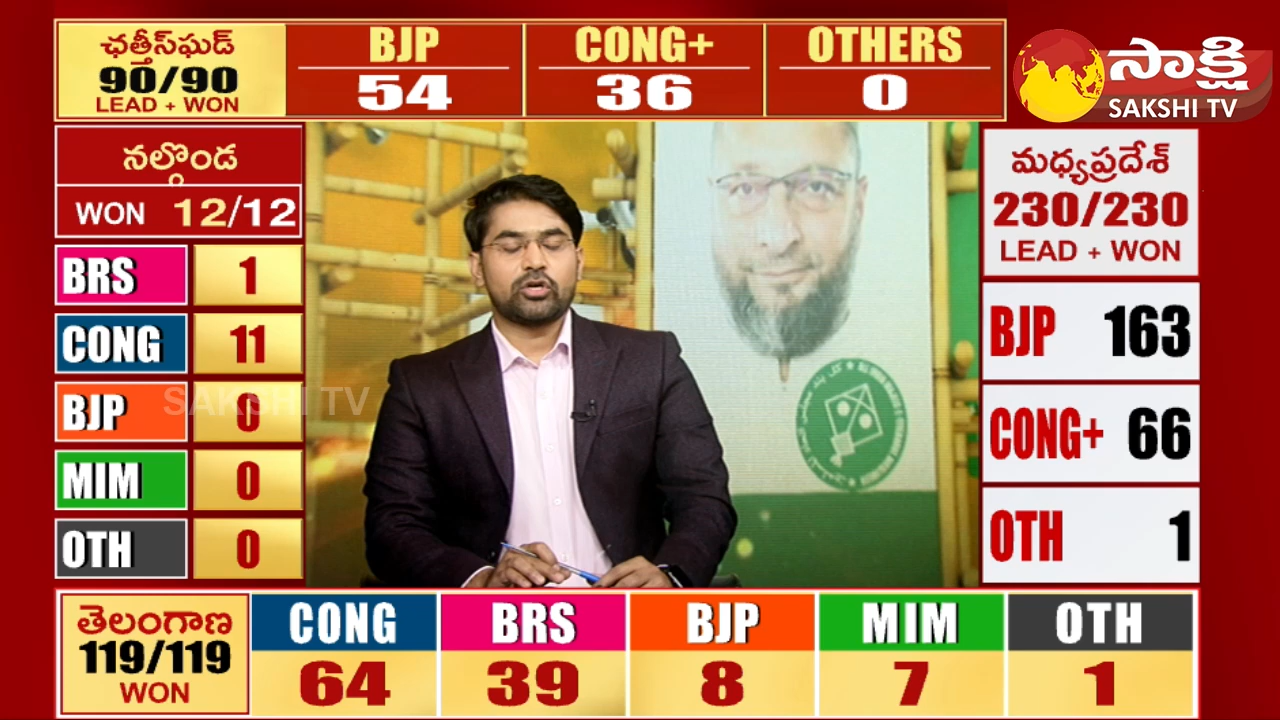 ఛత్తీస్‌ఘడ్
90/90
LEAD + WON
BJP
54
CONG+
36
OTHERS
0
సాక్షి
SAKSHI TV
నల్గొండ
WON 12/12
BRS 1
CONG 11
BJP 0
MIM 0
OTH 0
SAKSHI TV
మధ్యప్రదేశ్
230/230
LEAD + WON
BJP 163
CONG+ 66
OTH 1
తెలంగాణ
119/119
WON
CONG
64
BRS
39
BJP
8
MIM
7
OTH
1